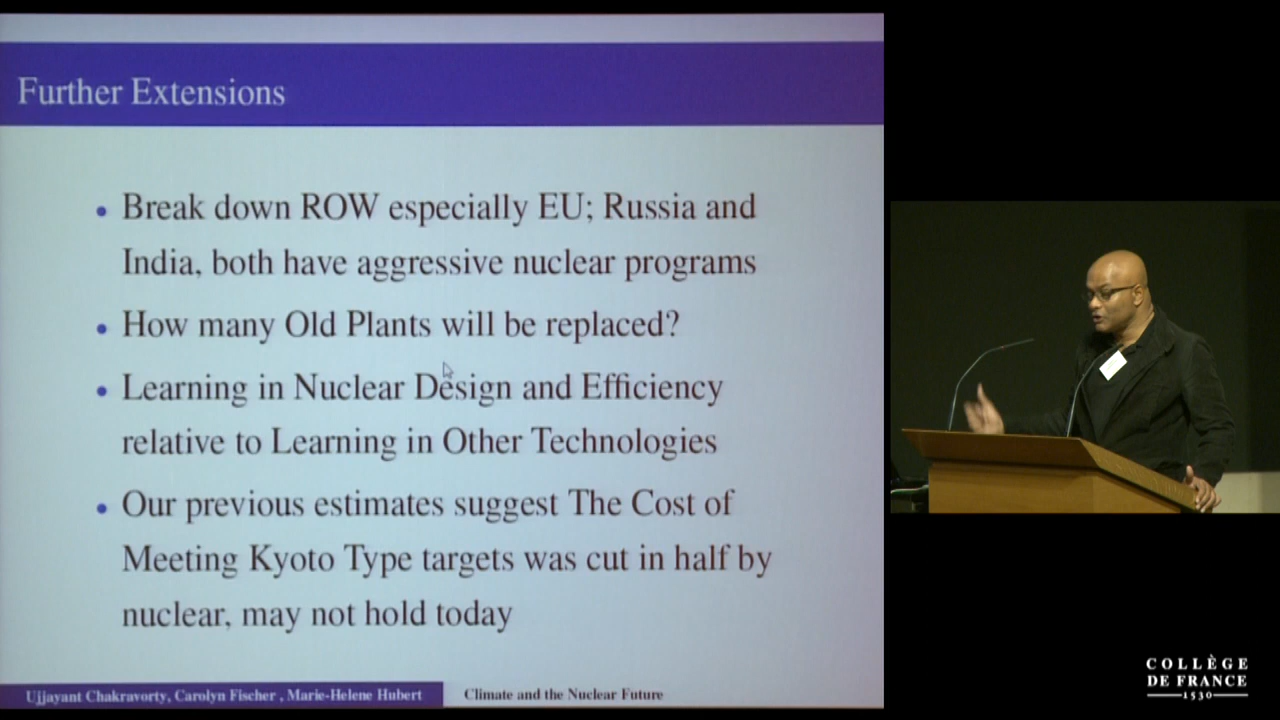 Further Extensions
Break down ROW especially EU; Russia and
India, both have aggressive nuclear programs
How many Old Plants will be replaced?
Learning in Nuclear Design and Efficiency
relative to Learning in Other Technologies
Our previous estimates suggest The Cost of
Meeting Kyoto Type targets was cut in half by
nuclear, may not hold today
Ujjayant Chakravorty, Carolyn Fischer , Marie-Helene Hubert
Climate and the Nuclear Future
COLLÈGE
DE FRANCE
1530